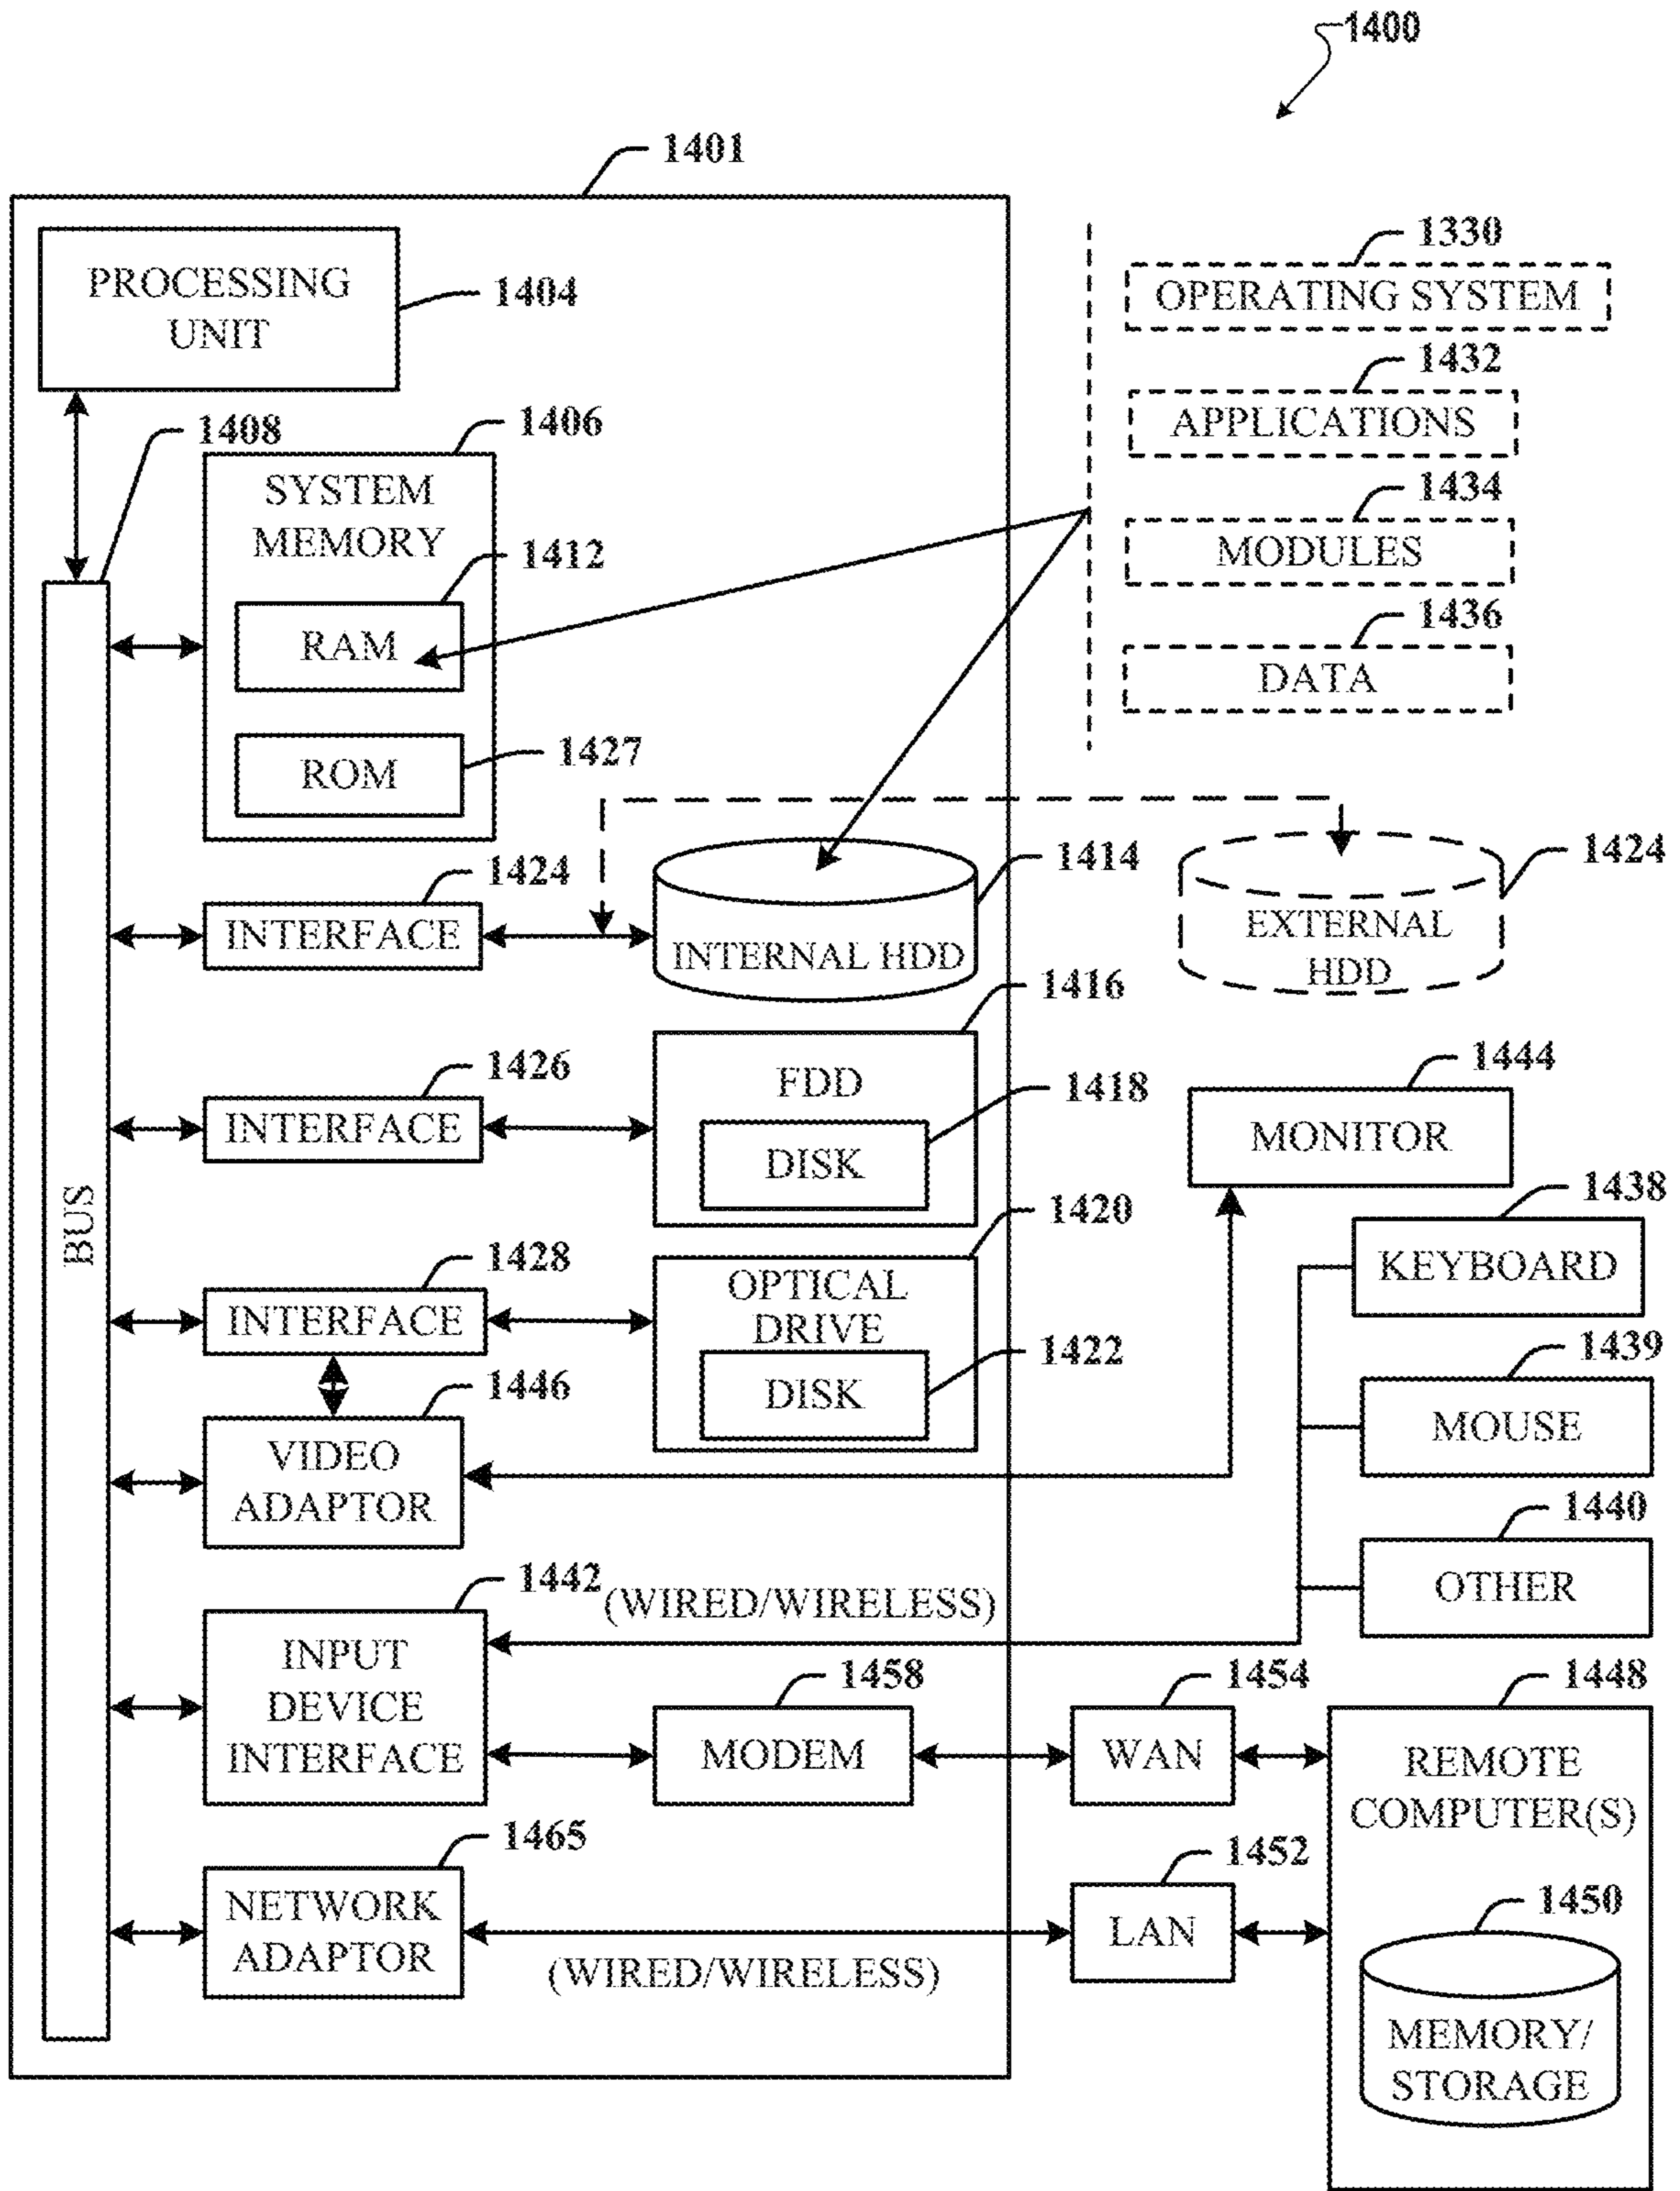 1400
1401
PROCESSING
UNIT
1404
1330
OPERATING SYSTEM
1432
APPLICATIONS
1408
1406
SYSTEM
MEMORY
1434
MODULES
1412
RAM
1436
DATA
1427
ROM
1424
INTERFACE
1414
INTERNAL HDD
1424
EXTERNAL
HDD
1416
FDD
1426
INTERFACE
1418
DISK
1444
MONITOR
BUS
1438
KEYBOARD
1420
OPTICAL
DRIVE
1428
INTERFACE
1422
DISK
1439
MOUSE
1446
VIDEO
ADAPTOR
1440
OTHER
1442
(WIRED/WIRELESS)
INPUT
DEVICE
INTERFACE
1458
MODEM
1454
WAN
1448
REMOTE
COMPUTER(S)
1465
NETWORK
ADAPTOR
(WIRED/WIRELESS)
1452
LAN
1450
MEMORY/
STORAGE